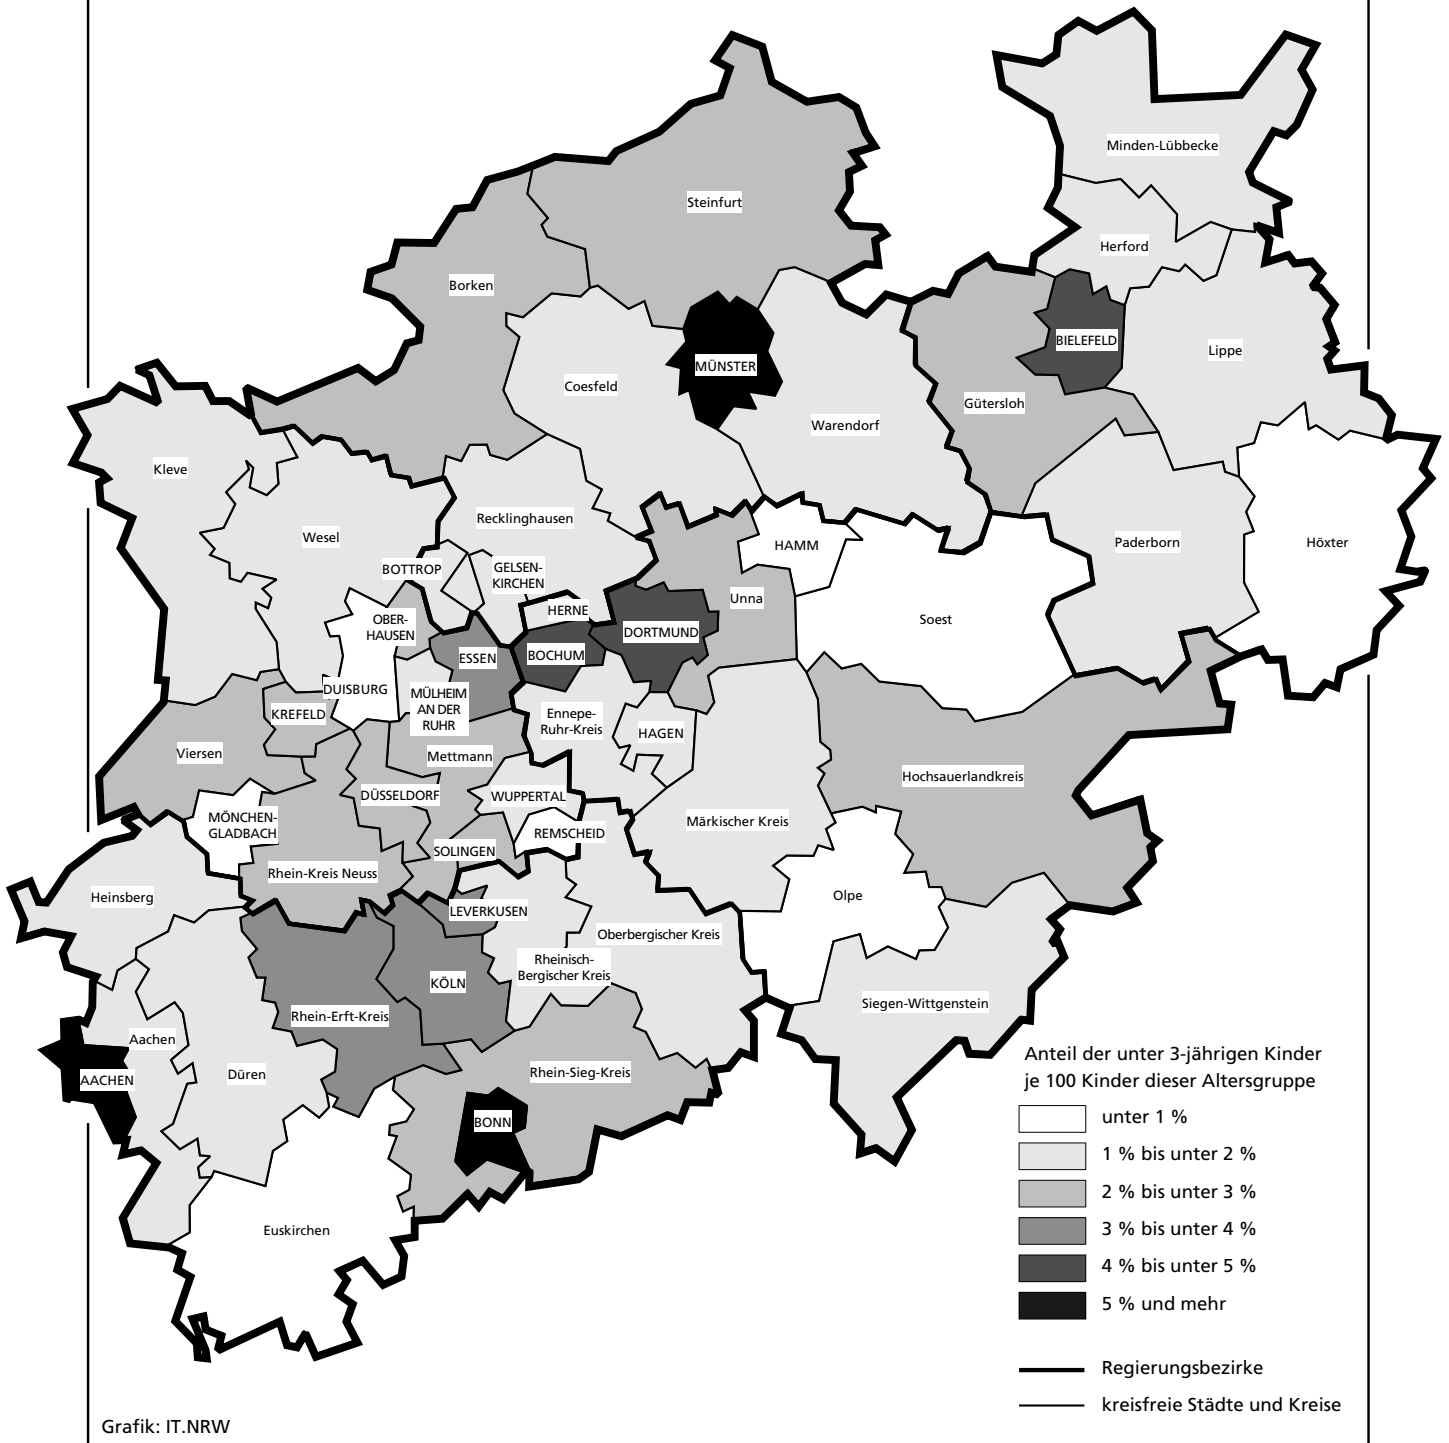 Minden-Lübbecke
Steinfurt
Herford
Borken
BIELEFELD
Lippe
MÜNSTER
Coesfeld
Gütersloh
Warendorf
Kleve
Recklinghausen
Wesel
HAMM
Paderborn
Höxter
BOTTROP
GELSEN-
KIRCHEN
Unna
HERNE
Soest
OBER-
HAUSEN
DORTMUND
ESSEN
BOCHUM
DUISBURG
MÜLHEIM
AN DER
RUHR
KREFELD
Ennepe-
Ruhr-Kreis
HAGEN
Viersen
Mettmann
Hochsauerlandkreis
DÜSSELDORF
WUPPERTAL
MÖNCHEN-
GLADBACH
Märkischer Kreis
REMSCHEID
SOLINGEN
Rhein-Kreis Neuss
Heinsberg
Olpe
LEVERKUSEN
Oberbergischer Kreis
Rheinisch-
Bergischer Kreis
KÖLN
Siegen-Wittgenstein
Rhein-Erft-Kreis
Aachen
Rhein-Sieg-Kreis
Düren
AACHEN
BONN
Euskirchen
Anteil der unter 3-jährigen Kinder
je 100 Kinder dieser Altersgruppe
unter 1 %
1 % bis unter 2 %
2 % bis unter 3 %
3 % bis unter 4 %
4 % bis unter 5 %
5 % und mehr
Regierungsbezirke
kreisfreie Städte und Kreise
Grafik: IT.NRW